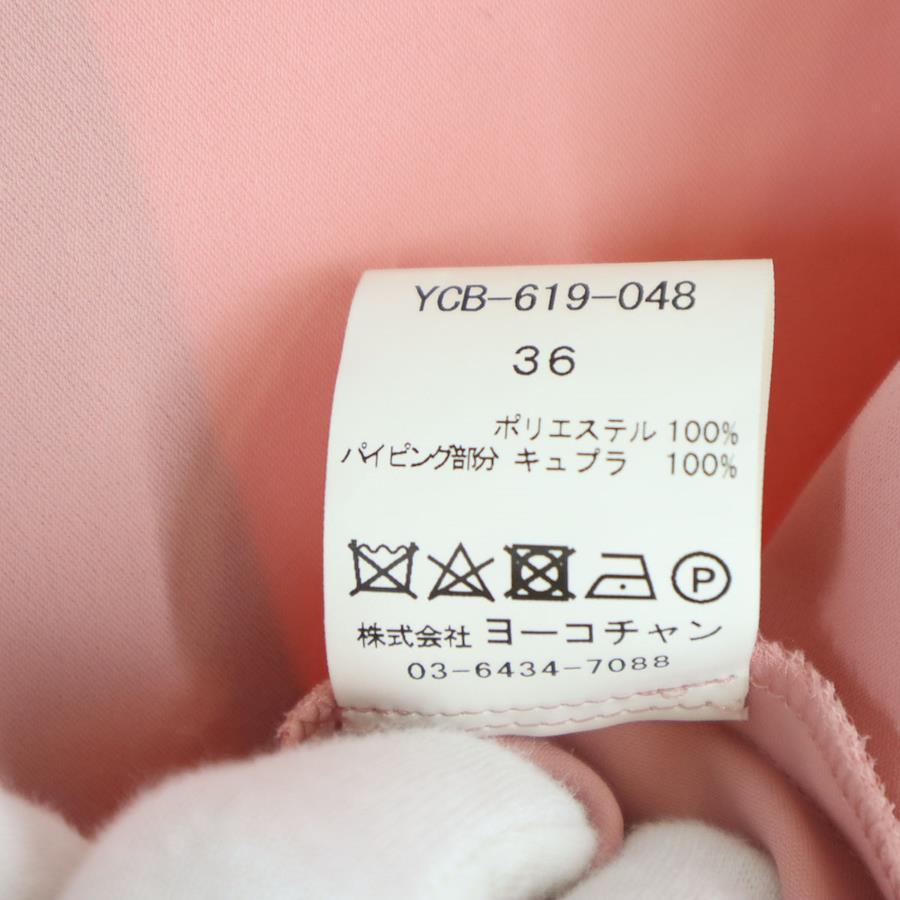 YCB-619-048
36
ポリエステル 100%
パイピング部分 キュプラ 100%
P
株式会社 ヨーコチャン
03-6434-7088